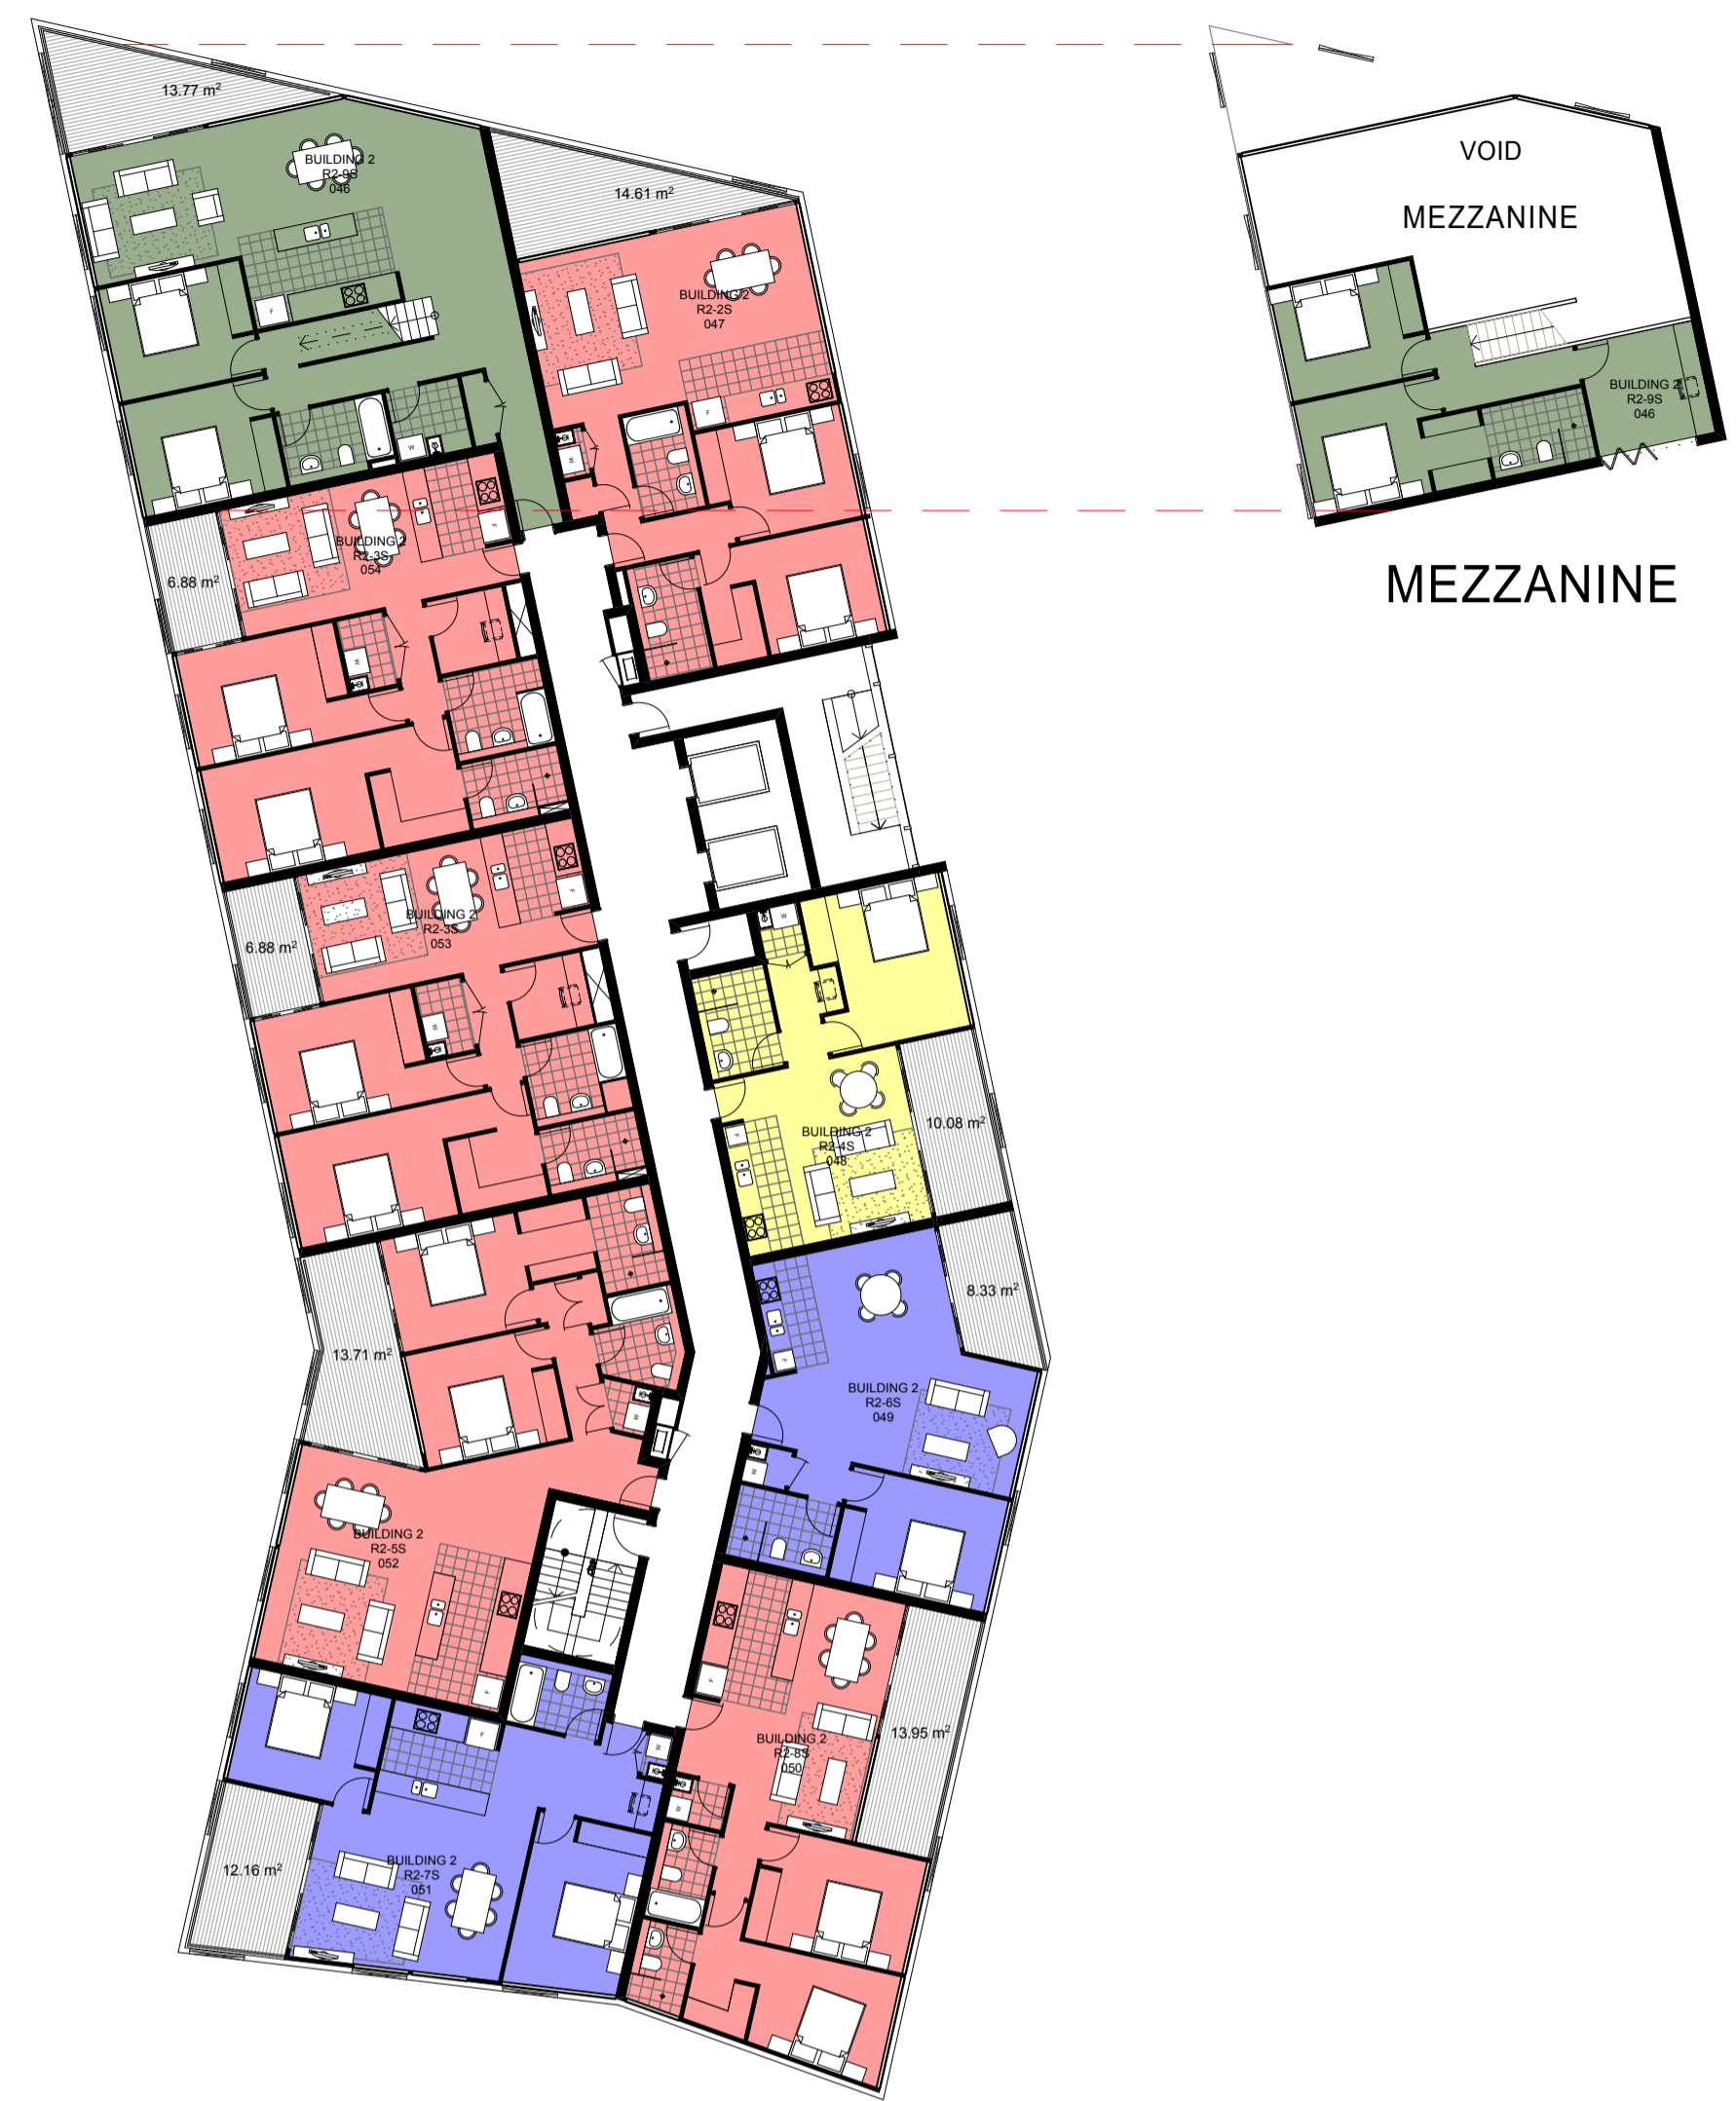 13.77 m²
BUILDING 2
R2-9S
046
14.61 m²
BUILDING 2
R2-2S
047
VOID
MEZZANINE
BUILDING 2
R2-9S
046
MEZZANINE
BUILDING 2
R2-3S
054
6.88 m²
BUILDING 2
R2-3S
053
6.88 m²
BUILDING 2
R2-4S
048
10.08 m²
8.33 m²
13.71 m²
BUILDING 2
R2-6S
049
BUILDING 2
R2-5S
052
BUILDING 2
R2-8S
050
13.95 m²
12.16 m²
BUILDING 2
R2-7S
051
F
W
F
W
F
W
F
W
W
F
F
W
W
F
F
F
W
W